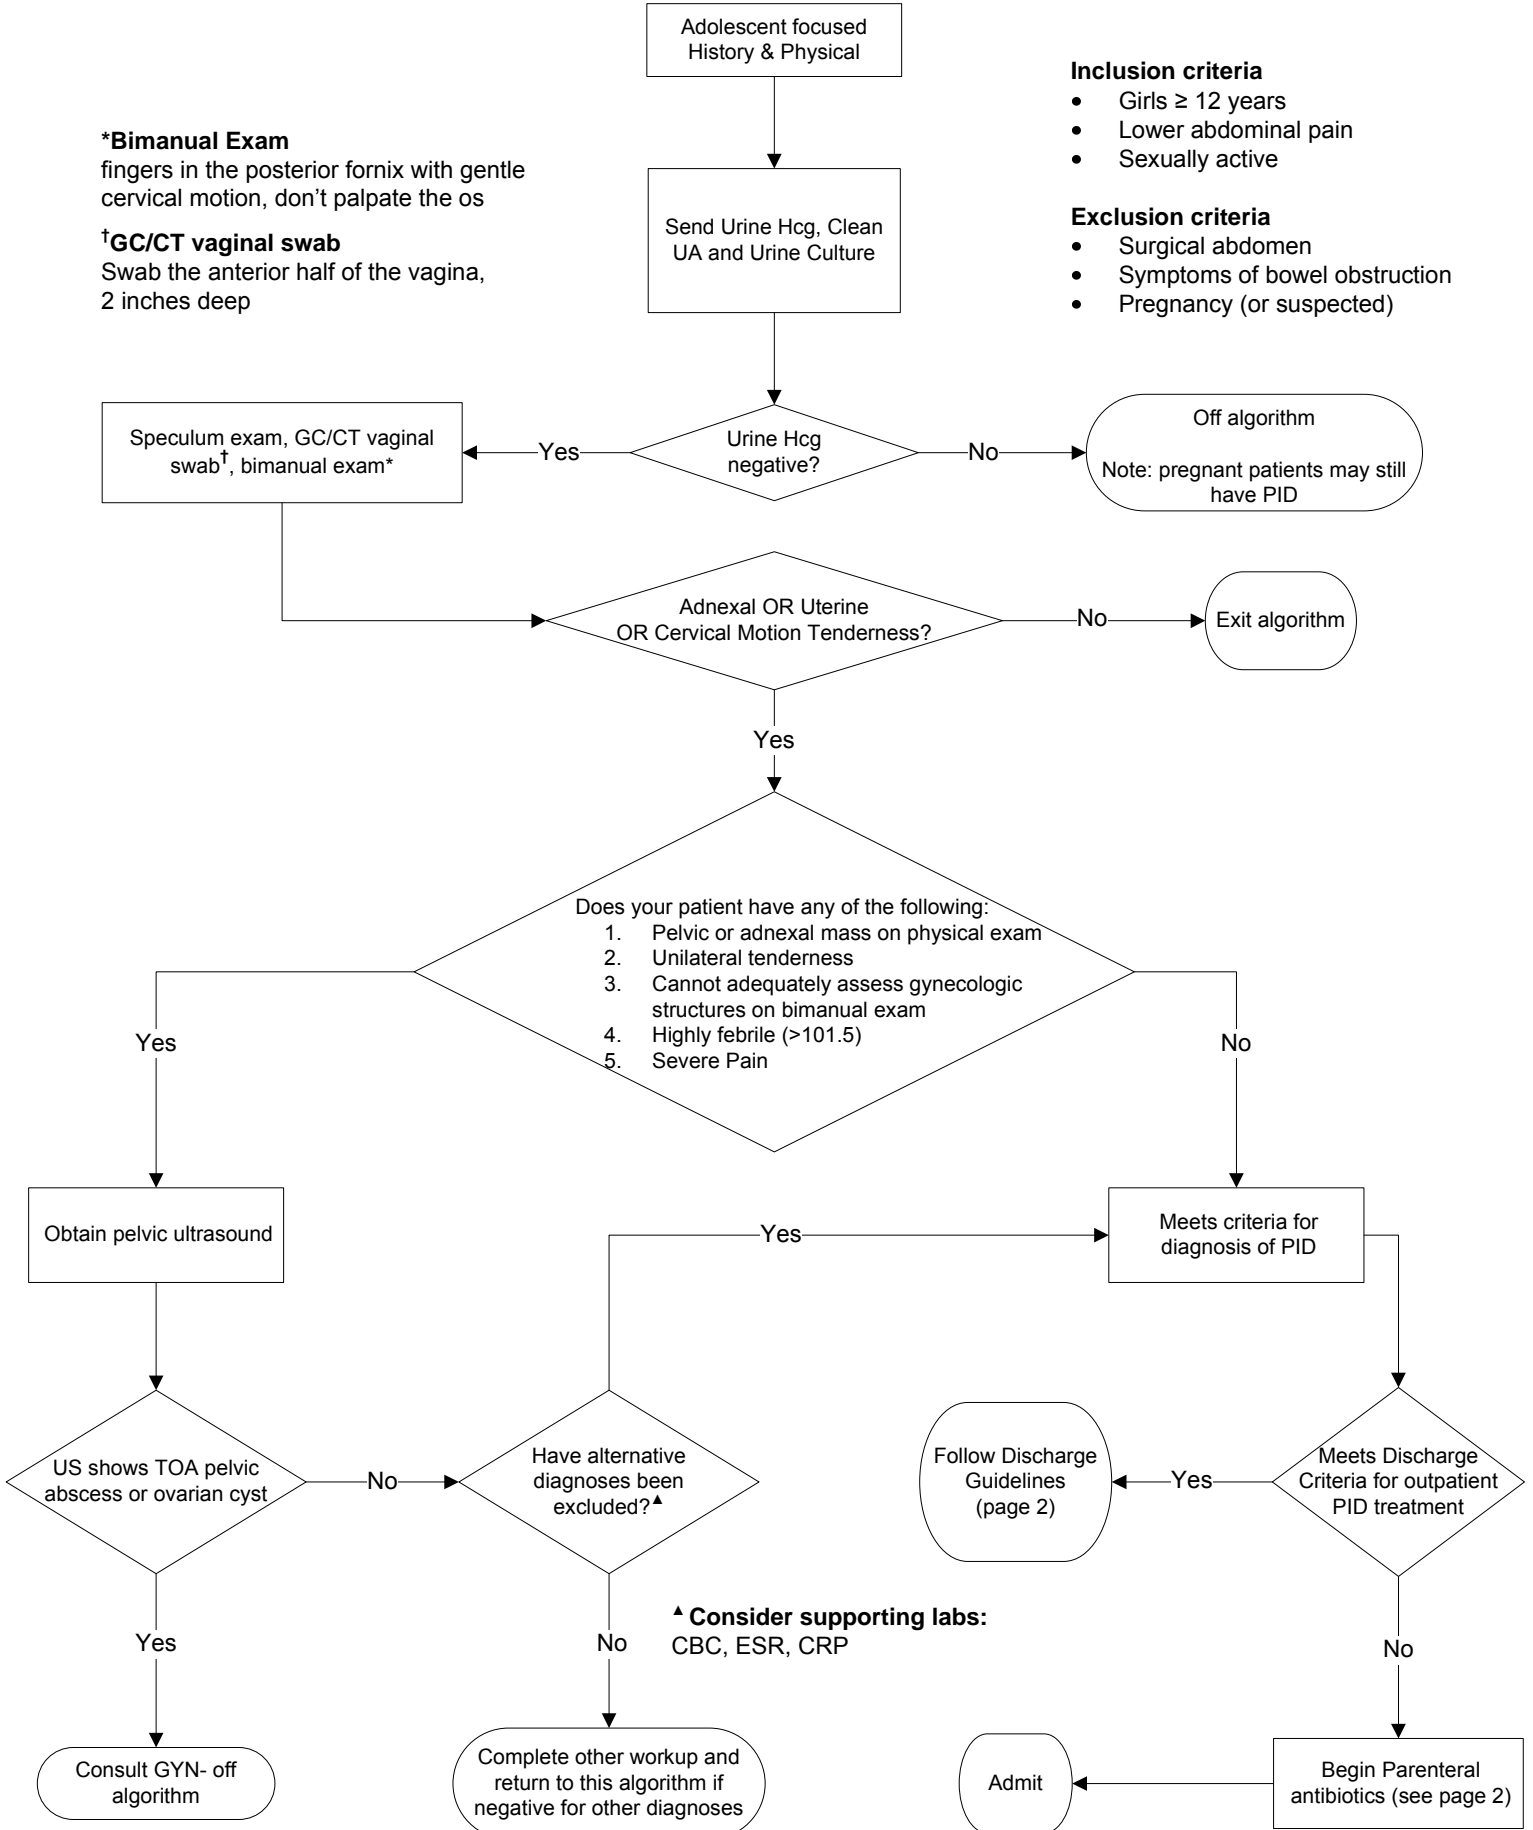 Adolescent focused
History & Physical
Inclusion criteria
• Girls ≥ 12 years
• Lower abdominal pain
• Sexually active
Exclusion criteria
• Surgical abdomen
• Symptoms of bowel obstruction
• Pregnancy (or suspected)
*Bimanual Exam
fingers in the posterior fornix with gentle
cervical motion, don’t palpate the os
†GC/CT vaginal swab
Swab the anterior half of the vagina,
2 inches deep
Send Urine Hcg, Clean
UA and Urine Culture
Urine Hcg
negative?
Yes
No
Speculum exam, GC/CT vaginal
swab†, bimanual exam*
Off algorithm
Note: pregnant patients may still
have PID
Adnexal OR Uterine
OR Cervical Motion Tenderness?
No
Exit algorithm
Yes
Does your patient have any of the following:
1. Pelvic or adnexal mass on physical exam
2. Unilateral tenderness
3. Cannot adequately assess gynecologic
structures on bimanual exam
4. Highly febrile (>101.5)
5. Severe Pain
Yes
No
Obtain pelvic ultrasound
Yes
Meets criteria for
diagnosis of PID
US shows TOA pelvic
abscess or ovarian cyst
No
Have alternative
diagnoses been
excluded?▲
Follow Discharge
Guidelines
(page 2)
Yes
Meets Discharge
Criteria for outpatient
PID treatment
Yes
No
▲ Consider supporting labs:
CBC, ESR, CRP
No
Consult GYN- off
algorithm
Complete other workup and
return to this algorithm if
negative for other diagnoses
Admit
Begin Parenteral
antibiotics (see page 2)